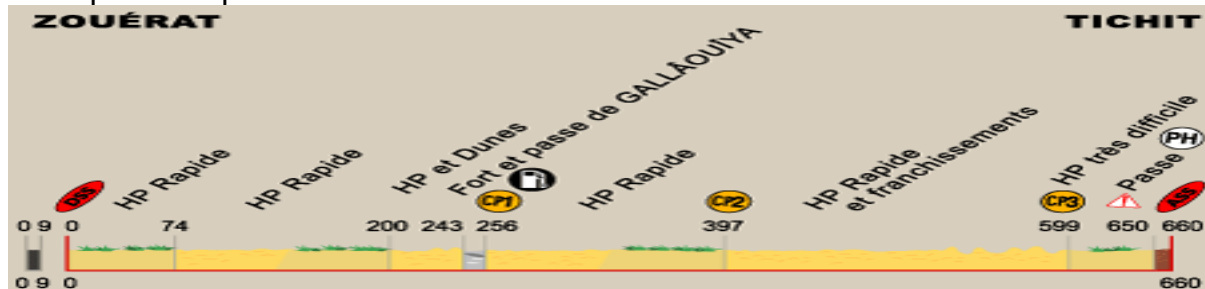 ZOUÉRAT
TICHIT
HP Rapide
HP Rapide
HP et Dunes
Fort et passe de GALLÂOUÏYA
HP Rapide
HP Rapide
et franchissements
HP très difficile
Passe
PH
DSS
CP1
CP2
CP3
ASS
0 9 0 74 200 243 256 397 599 650 660
0 9 0 660